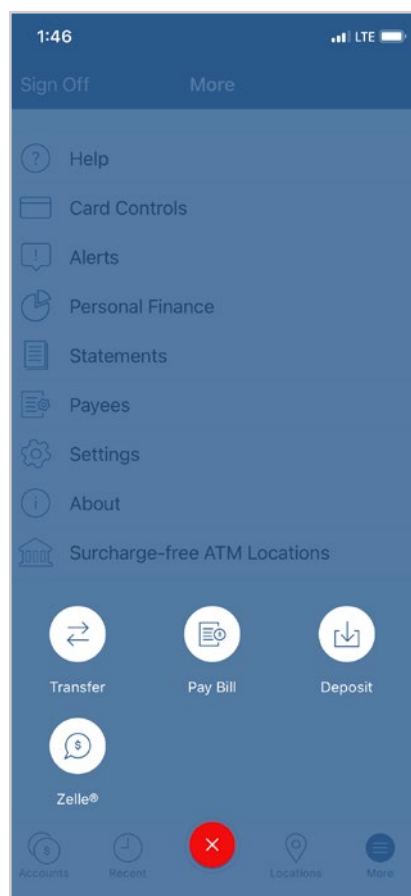 1:46 LTE
Sign Off More
Help
Card Controls
Alerts
Personal Finance
Statements
Payees
Settings
About
Surcharge-free ATM Locations
Transfer Pay Bill Deposit
Zelle®
Accounts Recent Locations More